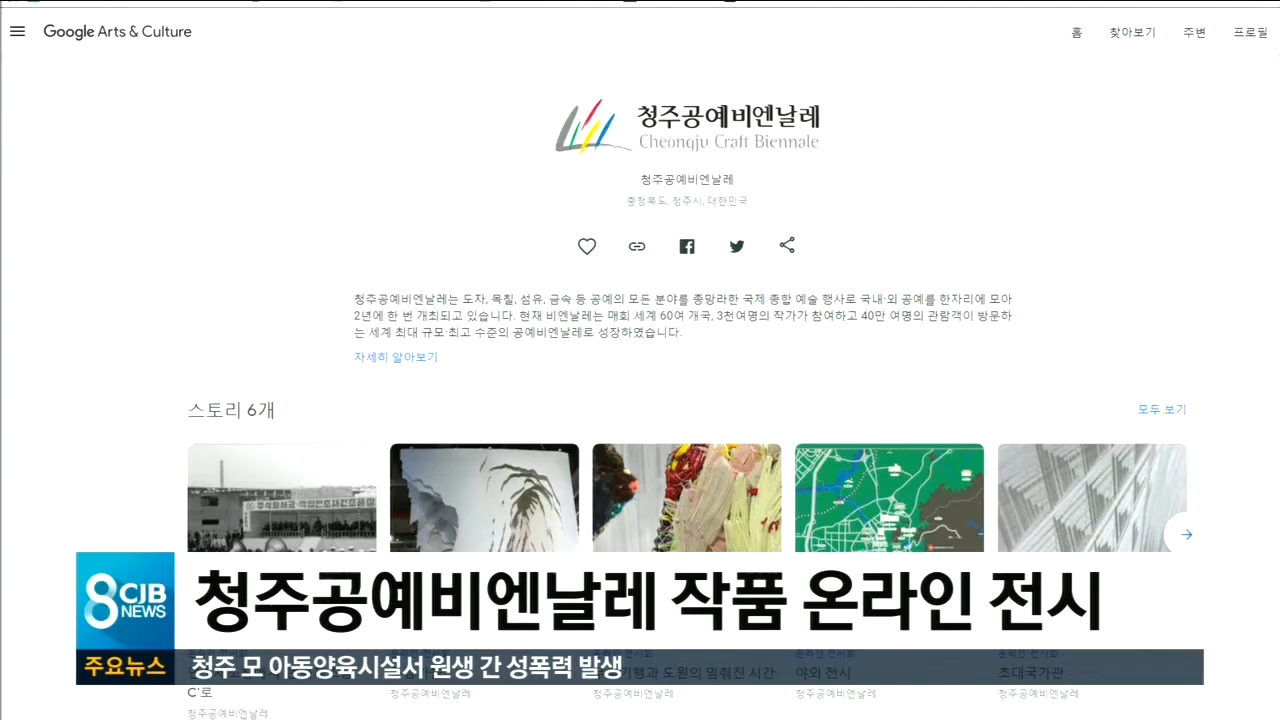 Google Arts & Culture
홈 찾아보기 주변 프로필
청주공예비엔날레
Cheongju Craft Biennale
청주공예비엔날레
충청북도, 청주시, 대한민국
청주공예비엔날레는 도자, 목칠, 섬유, 금속 등 공예의 모든 분야를 총망라한 국제 종합 예술 행사로 국내·외 공예를 한자리에 모아
2년에 한 번 개최되고 있습니다. 현재 비엔날레는 매회 세계 60여 개국, 3천여명의 작가가 참여하고 40만 여명의 관람객이 방문하
는 세계 최대 규모·최고 수준의 공예비엔날레로 성장하였습니다.
자세히 알아보기
스토리 6개
모두 보기
8 CJB
NEWS
청주공예비엔날레 작품 온라인 전시
주요뉴스
청주 모 아동양육시설서 원생 간 성폭력 발생
기행과 도원의 멈춰진 시간
야외 전시
초대국가관
C'로
청주공예비엔날레
청주공예비엔날레
청주공예비엔날레
청주공예비엔날레
청주공예비엔날레